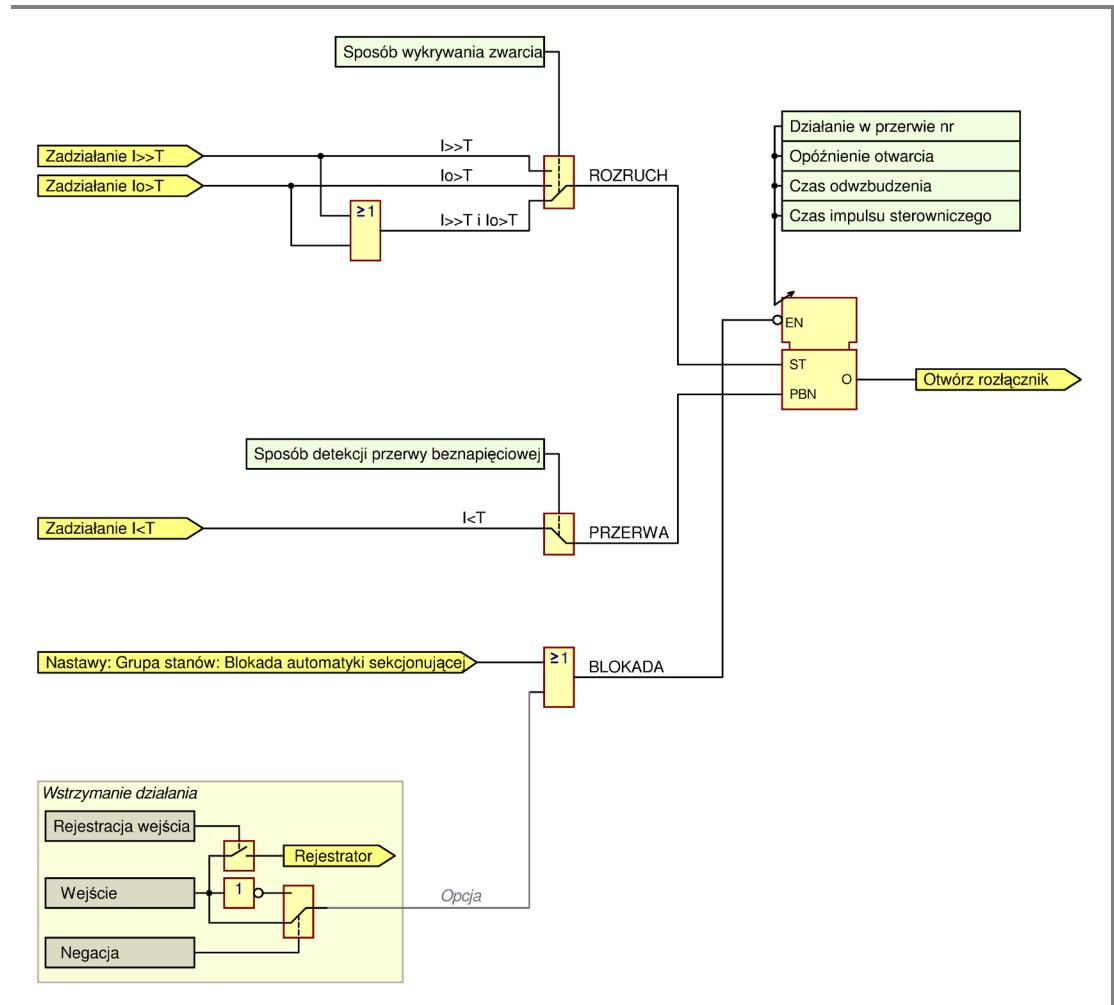 Sposób wykrywania zwarcia
Działanie w przerwie nr
Opóźnienie otwarcia
Czas odwzbudzenia
Czas impulsu sterowniczego
Zadziałanie I>>T
I>>T
Zadziałanie Io>T
Io>T
ROZRUCH
≥1
I>>T i Io>T
EN
ST
O
PBN
Otwórz rozłącznik
Sposób detekcji przerwy beznapięciowej
Zadziałanie I<T
I<T
PRZERWA
Nastawy: Grupa stanów: Blokada automatyki sekcjonującej
≥1
BLOKADA
Wstrzymanie działania
Rejestracja wejścia
Rejestrator
Wejście
1
Opcja
Negacja